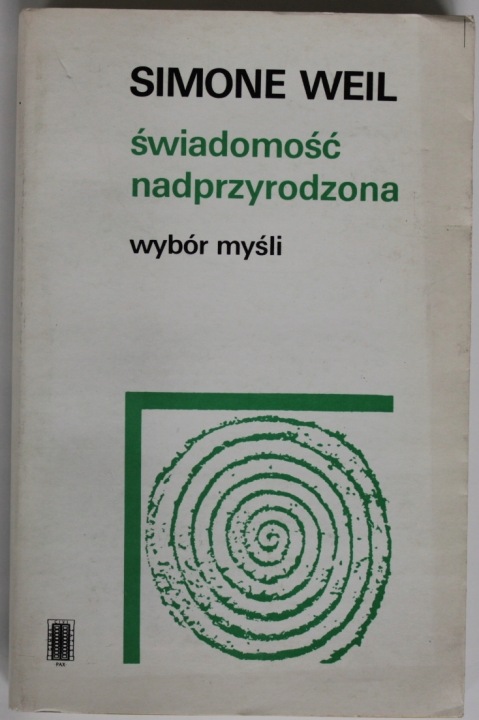 SIMONE WEIL
świadomość
nadprzyrodzona
wybór myśli
PAX